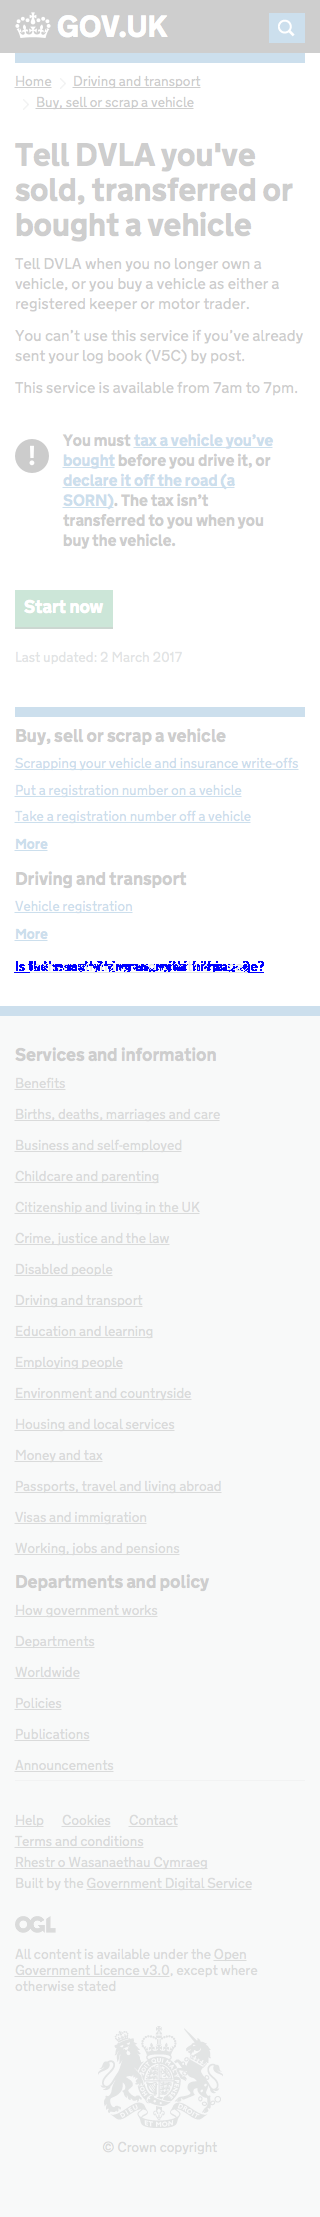 GOV.UK
Home Driving and transport
Buy, sell or scrap a vehicle
Tell DVLA you've
sold, transferred or
bought a vehicle
Tell DVLA when you no longer own a
vehicle, or you buy a vehicle as either a
registered keeper or motor trader.
You can’t use this service if you’ve already
sent your log book (V5C) by post.
This service is available from 7am to 7pm.
You must tax a vehicle you’ve
bought before you drive it, or
declare it off the road (a
SORN). The tax isn’t
transferred to you when you
buy the vehicle.
Start now
Last updated: 2 March 2017
Buy, sell or scrap a vehicle
Scrapping your vehicle and insurance write-offs
Put a registration number on a vehicle
Take a registration number off a vehicle
More
Driving and transport
Vehicle registration
More
Is
Services and information
Benefits
Births, deaths, marriages and care
Business and self-employed
Childcare and parenting
Citizenship and living in the UK
Crime, justice and the law
Disabled people
Driving and transport
Education and learning
Employing people
Environment and countryside
Housing and local services
Money and tax
Passports, travel and living abroad
Visas and immigration
Working, jobs and pensions
Departments and policy
How government works
Departments
Worldwide
Policies
Publications
Announcements
Help Cookies Contact
Terms and conditions
Rhestr o Wasanaethau Cymraeg
Built by the Government Digital Service
OGL
All content is available under the Open
Government Licence v3.0, except where
otherwise stated
© Crown copyright